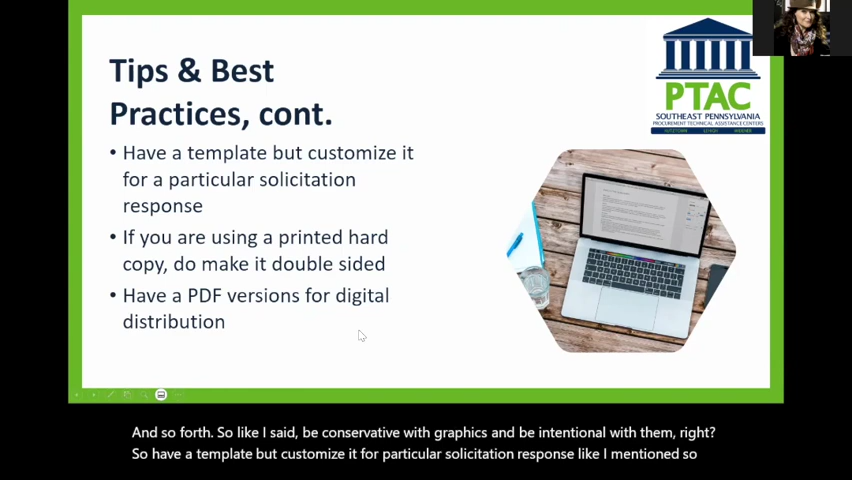 Tips & Best
Practices, cont.
• Have a template but customize it
for a particular solicitation
response
• If you are using a printed hard
copy, do make it double sided
• Have a PDF versions for digital
distribution
PTAC
SOUTHEAST PENNSYLVANIA
PROCUREMENT TECHNICAL ASSISTANCE CENTERS
KUTZTOWN LEHIGH WIDENER
And so forth. So like I said, be conservative with graphics and be intentional with them, right?
So have a template but customize it for particular solicitation response like I mentioned so